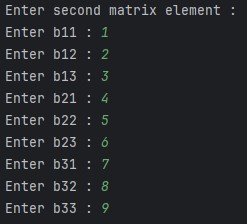 Enter second matrix element :
Enter b11 : 1
Enter b12 : 2
Enter b13 : 3
Enter b21 : 4
Enter b22 : 5
Enter b23 : 6
Enter b31 : 7
Enter b32 : 8
Enter b33 : 9